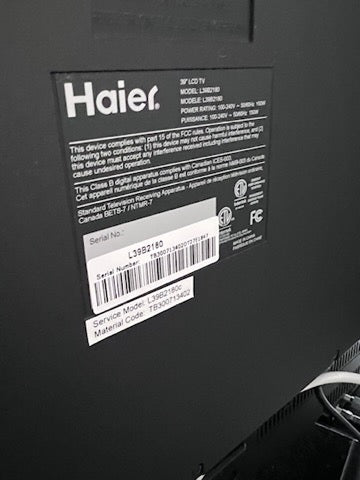 Haier.
39" LCD TV
MODEL: L39B2180
MODELE: L39B2180
POWER RATING: 100-240V ~ 50/60Hz 150W
PUISSANCE: 100-240V ~ 50/60Hz 150W
This device complies with part 15 of the FCC rules. Operation is subject to the
following two conditions: (1) this device may not cause harmful interference, and (2)
this device must accept any interference received including interference that may
cause undesired operation.
This Class B digital apparatus complies with Canadian ICES-003.
Cet appareil numérique de la classe B est conforme à la norme NMB-003 du Canada.
Standard Television Receiving Apparatus - Appareil de réception télévision ordinaire,
Canada BETS-7 / NTMR-7
FC
MADE IN CHINA
Serial No.:
L39B2180
Serial Number:
Service Model: L39B2180c
Material Code: TB300713402